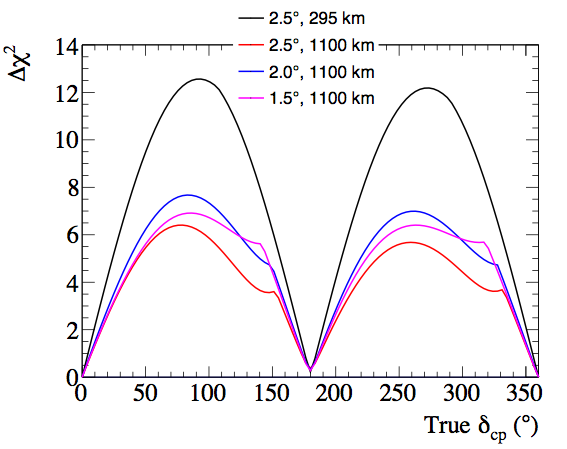 2.5°, 295 km
2.5°, 1100 km
2.0°, 1100 km
1.5°, 1100 km
Δχ²
14
12
10
8
6
4
2
0
0 50 100 150 200 250 300 350
True δcp (°)